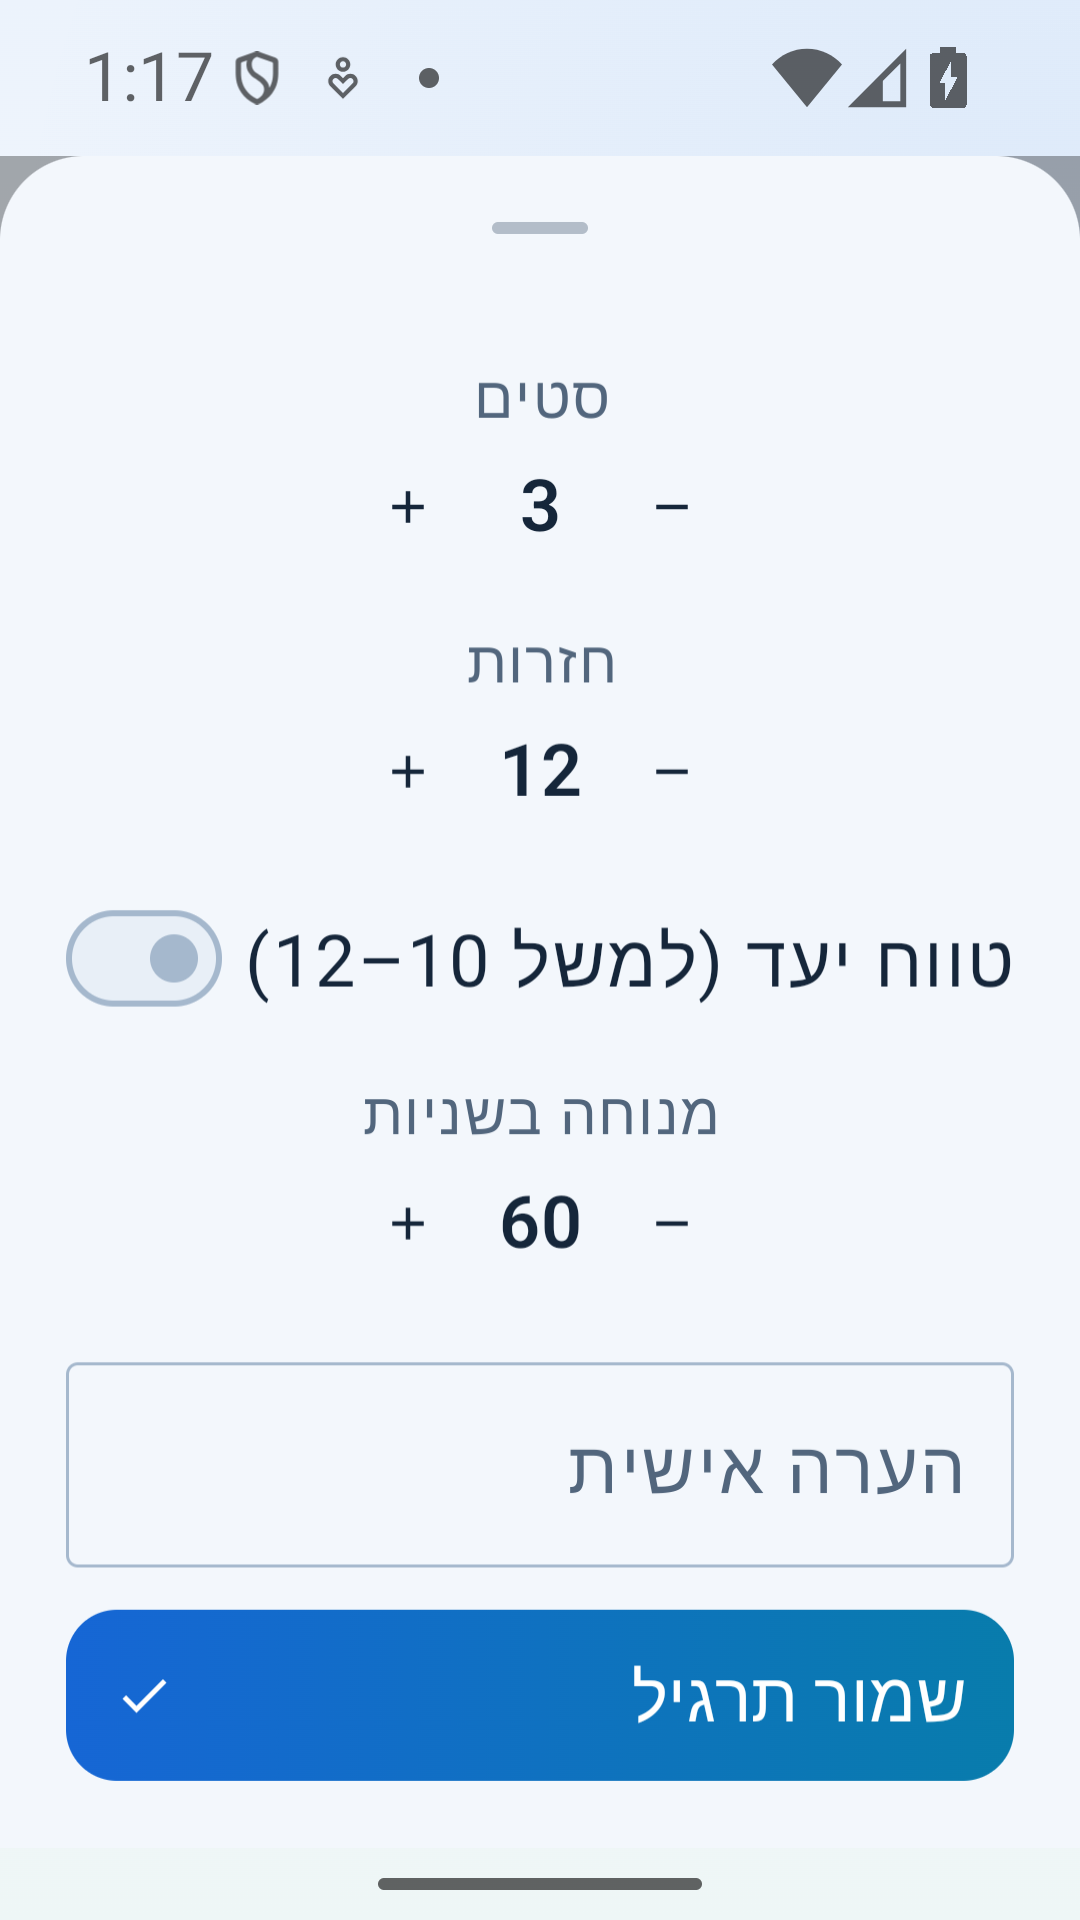 1:17
סטים
− 3 +
חזרות
− 12 +
טווח יעד (למשל 10–12)
מנוחה בשניות
− 60 +
הערה אישית
שמור תרגיל